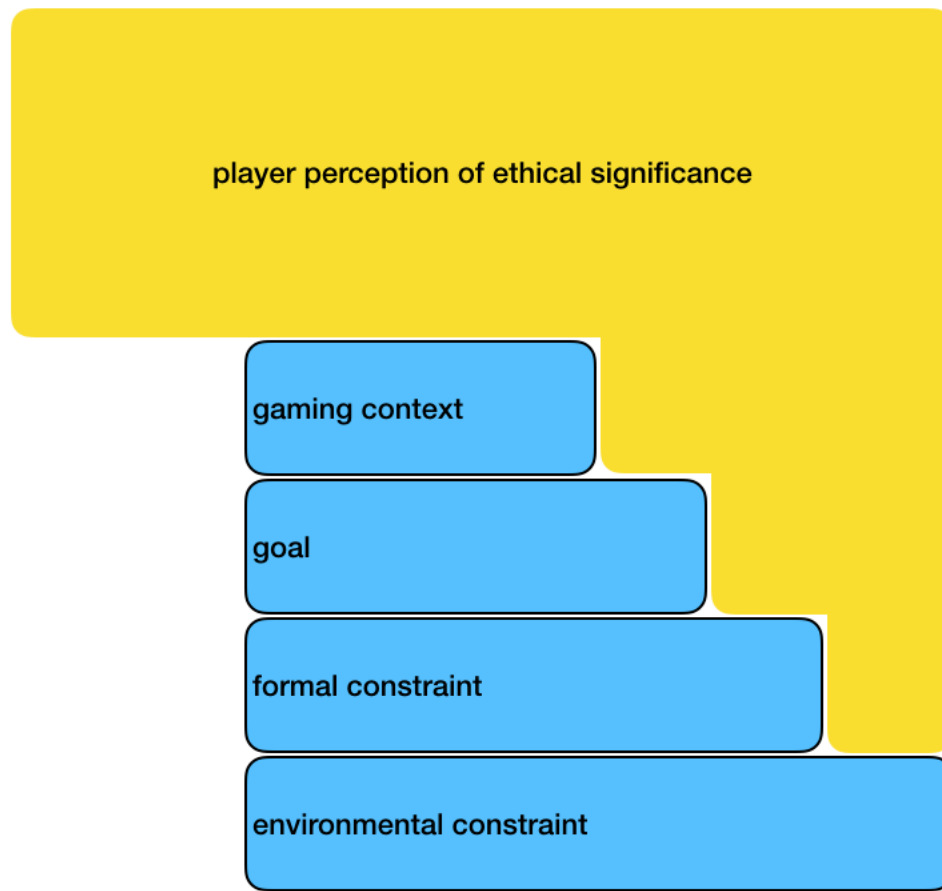 player perception of ethical significance
gaming context
goal
formal constraint
environmental constraint